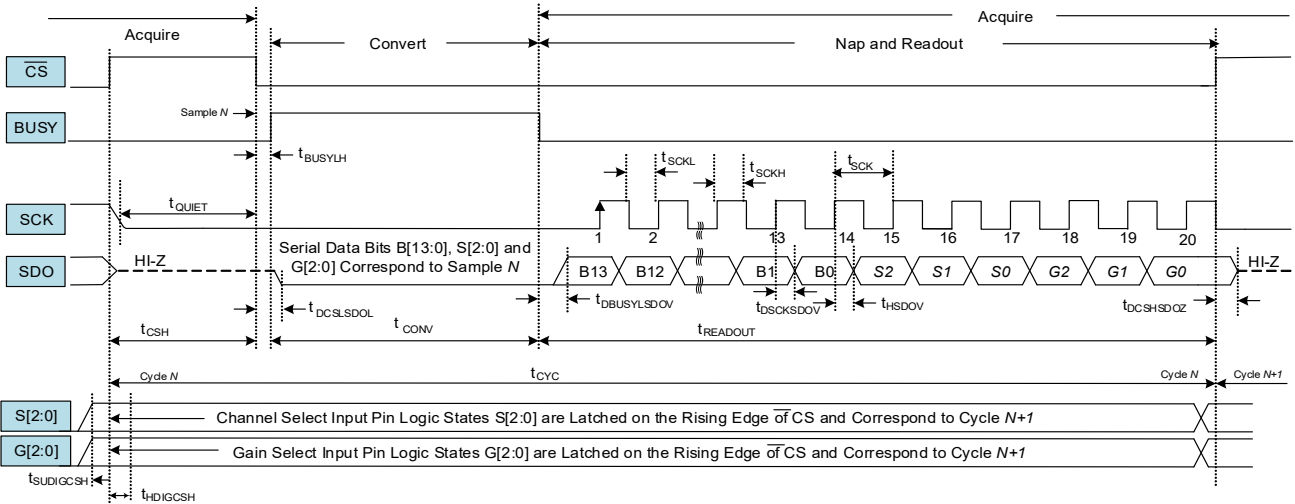 Acquire
Acquire
Convert
Nap and Readout
CS
Sample N
BUSY
tBUSYLH
tSCKL
tSCKH
tSCK
tQUIET
SCK
1 2 13 14 15 16 17 18 19 20
Serial Data Bits B[13:0], S[2:0] and
G[2:0] Correspond to Sample N
SDO
HI-Z
B13 B12 B1 B0 S2 S1 S0 G2 G1 G0
HI-Z
tDCSLSDOL
tDBUSYLSDOV
tDSCKSDOV
tHSDOV
tDCSHSDOZ
tCSH
tCONV
tREADOUT
Cycle N
tCYC
Cycle N
Cycle N+1
S[2:0]
Channel Select Input Pin Logic States S[2:0] are Latched on the Rising Edge of CS and Correspond to Cycle N+1
G[2:0]
Gain Select Input Pin Logic States G[2:0] are Latched on the Rising Edge of CS and Correspond to Cycle N+1
tSUDIGCSH
tHDIGCSH